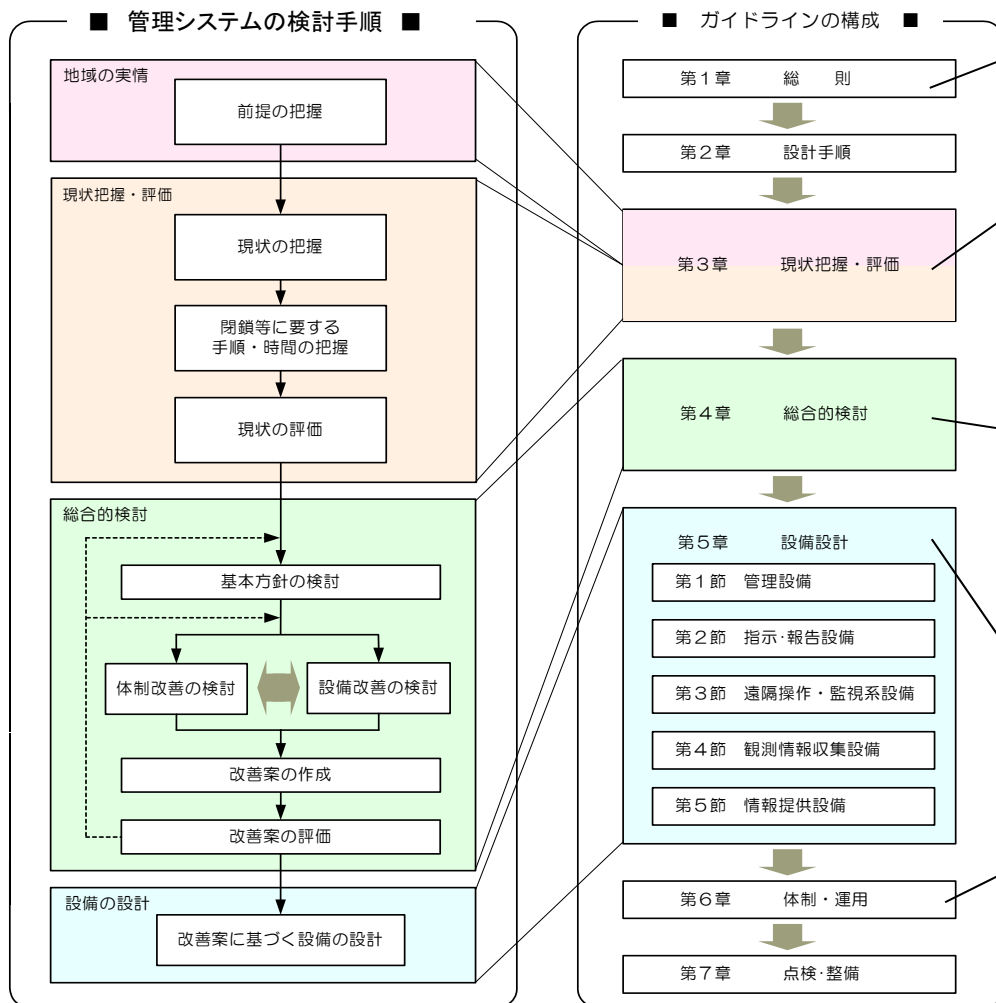 ■ 管理システムの検討手順 ■
地域の実情
前提の把握
現状把握・評価
現状の把握
閉鎖等に要する
手順・時間の把握
現状の評価
総合的検討
基本方針の検討
体制改善の検討
設備改善の検討
改善案の作成
改善案の評価
設備の設計
改善案に基づく設備の設計
■ ガイドラインの構成 ■
第1章 総 則
第2章 設計手順
第3章 現状把握・評価
第4章 総合的検討
第5章 設備設計
第1節 管理設備
第2節 指示・報告設備
第3節 遠隔操作・監視系設備
第4節 観測情報収集設備
第5節 情報提供設備
第6章 体制・運用
第7章 点検・整備